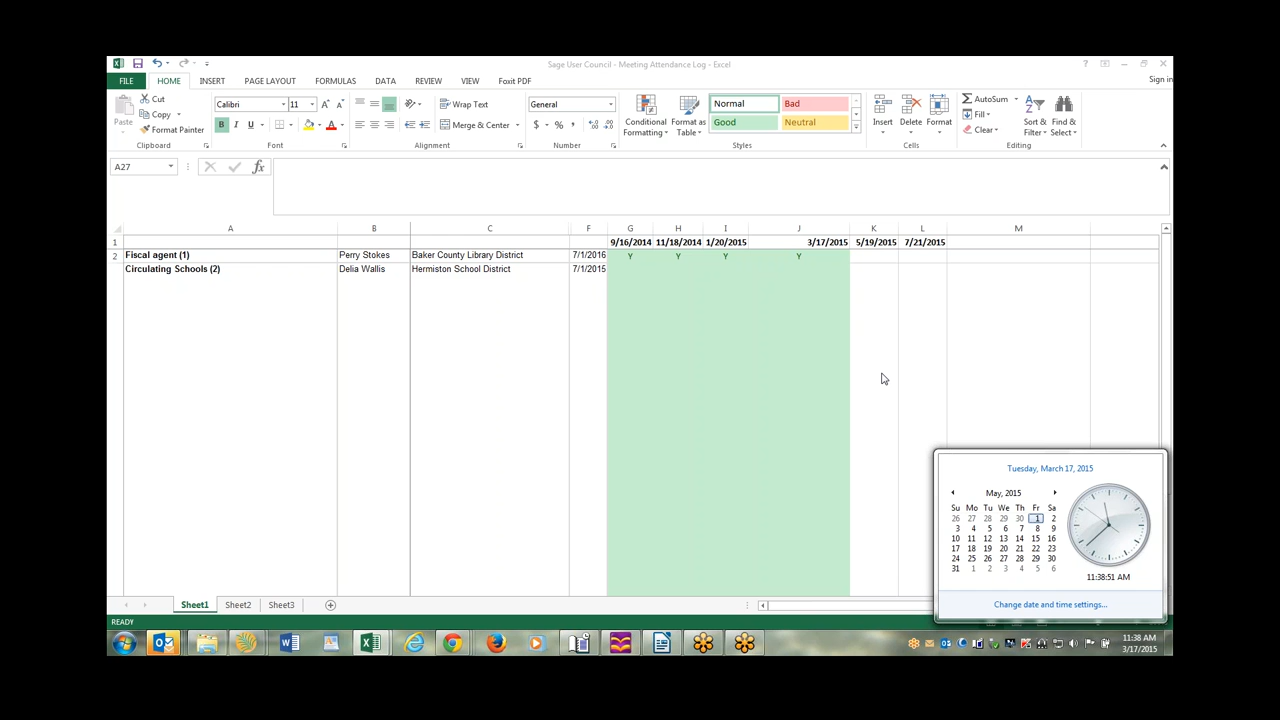 Sage User Council - Meeting Attendance Log - Excel
Sign in
FILE HOME INSERT PAGE LAYOUT FORMULAS DATA REVIEW VIEW Foxit PDF
Paste
Cut
Copy
Format Painter
Clipboard
Calibri 11
B I U
Font
Wrap Text
Merge & Center
Alignment
General
$ % ,
Number
Conditional Formatting
Format as Table
Normal Bad
Good Neutral
Styles
Insert Delete Format
Cells
AutoSum
Fill
Clear
Sort & Filter
Find & Select
Editing
A27 fx
A B C F G H I J K L M
1 9/16/2014 11/18/2014 1/20/2015 3/17/2015 5/19/2015 7/21/2015
2 Fiscal agent (1) Perry Stokes Baker County Library District 7/1/2016 Y Y Y Y
Circulating Schools (2) Delia Wallis Hermiston School District 7/1/2015
Tuesday, March 17, 2015
May, 2015
Su Mo Tu We Th Fr Sa
26 27 28 29 30 1 2
3 4 5 6 7 8 9
10 11 12 13 14 15 16
17 18 19 20 21 22 23
24 25 26 27 28 29 30
31 1 2 3 4 5 6
11:38:51 AM
Change date and time settings...
Sheet1 Sheet2 Sheet3
READY
11:38 AM
3/17/2015